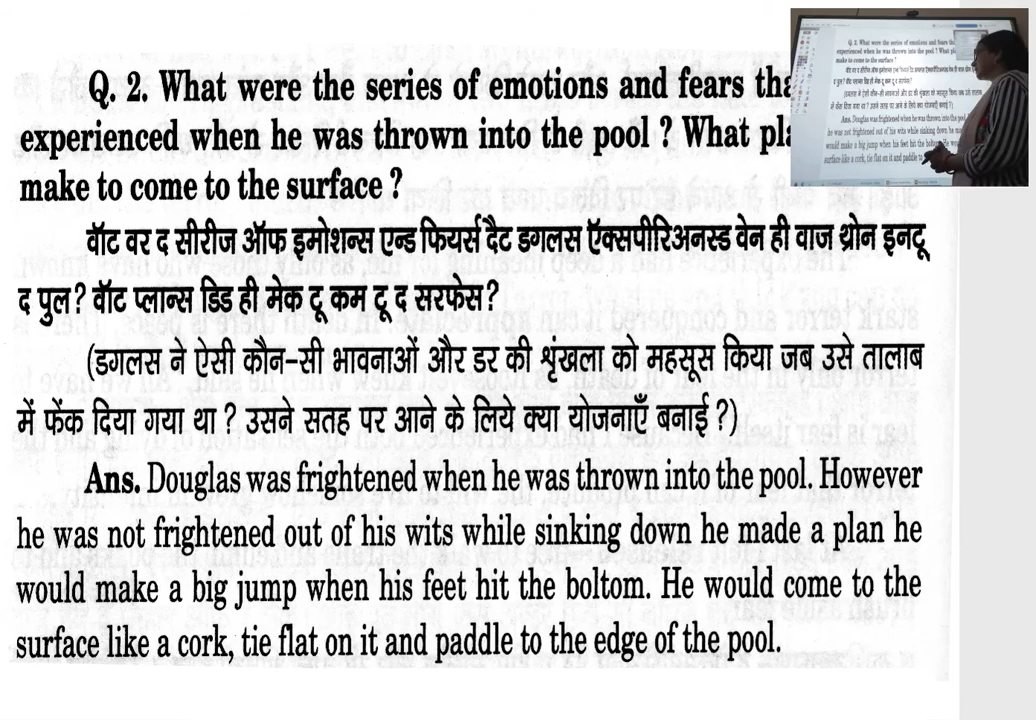 Q. 2. What were the series of emotions and fears
experienced when he was thrown into the pool ? What
make to come to the surface ?
वॉट वर द सीरीज ऑफ इमोशन्स एन्ड फियर्स दैट डगलस ऍक्सपीरिअनस्ड वेन ही वाज थ्रोन इनटू
द पुल? वॅाट प्लान्स डिड ही मेक टू कम टू द सरफेस?
(डगलस ने ऐसी कौन-सी भावनाओं और डर की श्रृंखला को महसूस किया जब उसे तालाब
में फेंक दिया गया था ? उसने सतह पर आने के लिये क्या योजनाएँ बनाई ?)
Ans. Douglas was frightened when he was thrown into the pool. However
he was not frightened out of his wits while sinking down he made a plan he
would make a big jump when his feet hit the boltom. He would come to the
surface like a cork, tie flat on it and paddle to the edge of the pool.